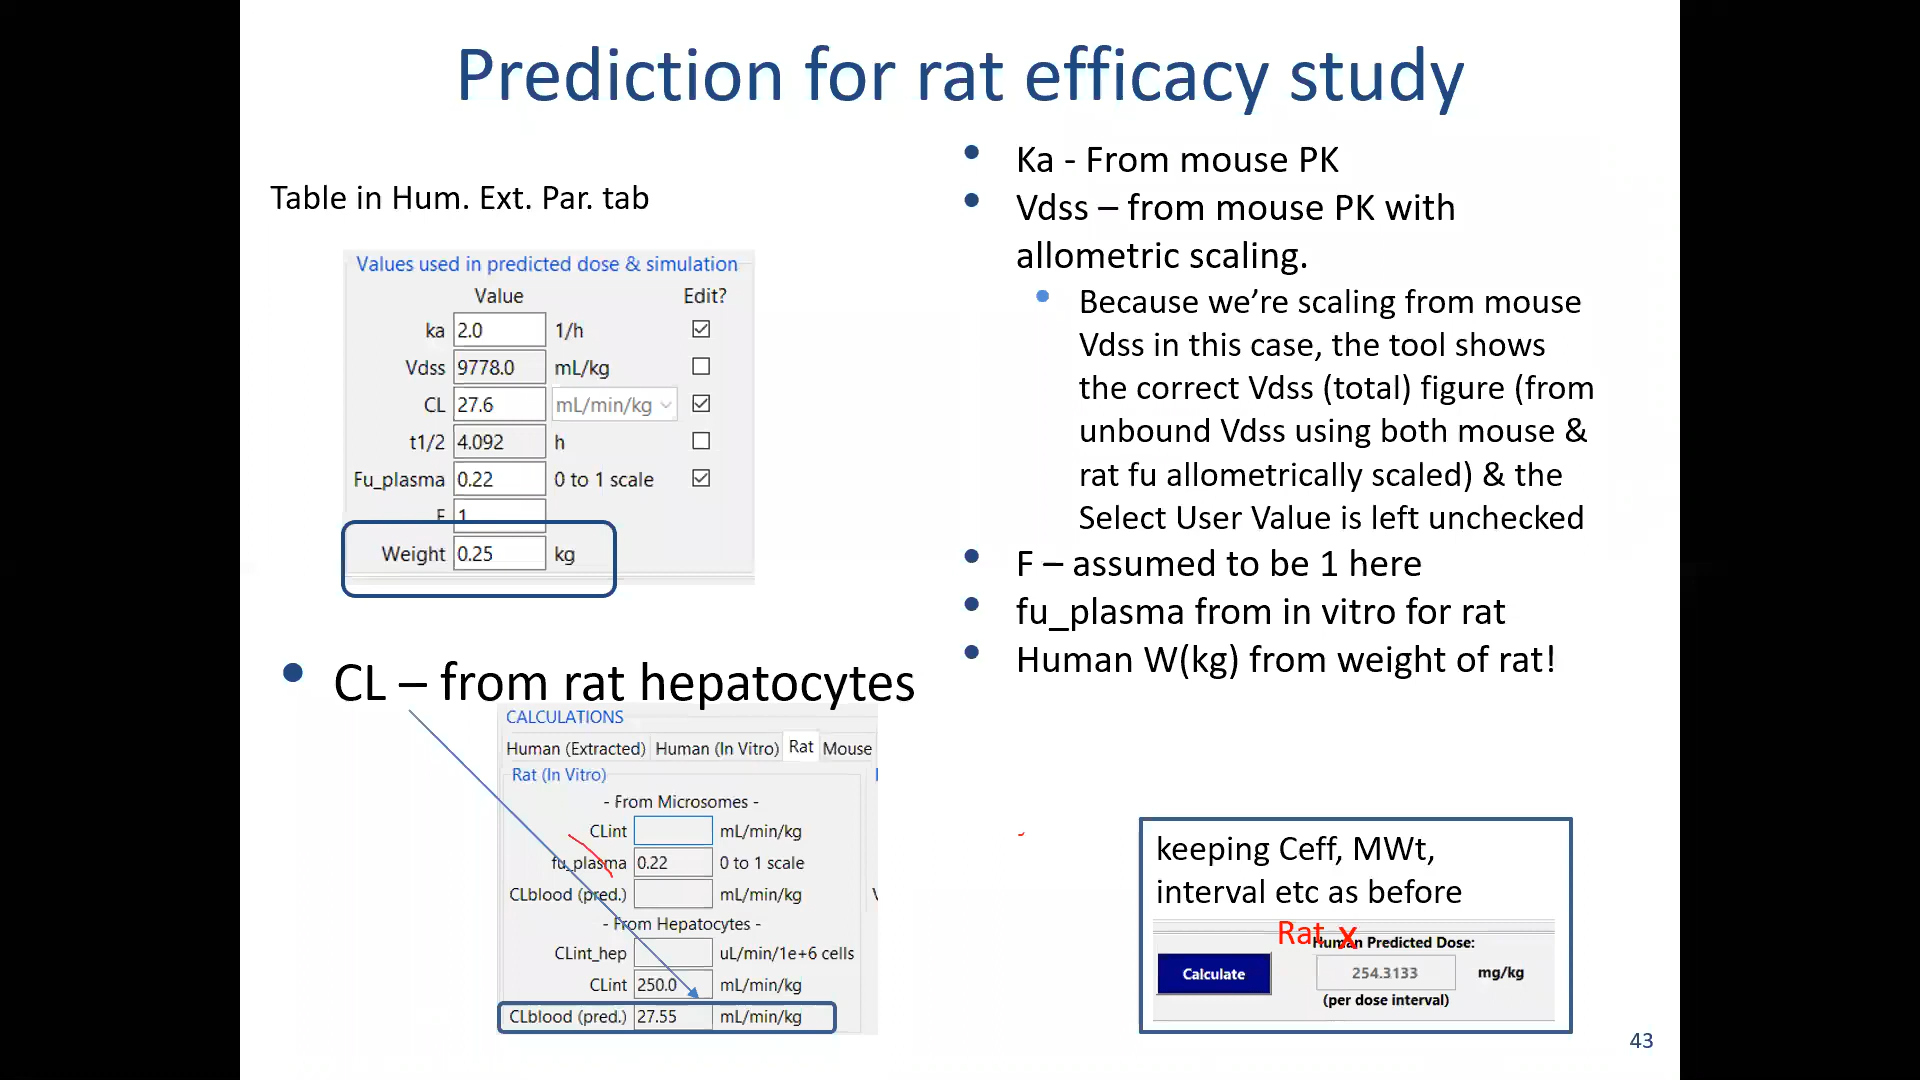 Prediction for rat efficacy study
Table in Hum. Ext. Par. tab
Values used in predicted dose & simulation
Value Edit?
ka 2.0 1/h
Vdss 9778.0 mL/kg
CL 27.6 mL/min/kg
t1/2 4.092 h
Fu_plasma 0.22 0 to 1 scale
F 1
Weight 0.25 kg
• CL – from rat hepatocytes
CALCULATIONS
Human (Extracted) Human (In Vitro) Rat Mouse
Rat (In Vitro)
- From Microsomes -
CLint mL/min/kg
fu_plasma 0.22 0 to 1 scale
CLblood (pred.) mL/min/kg
- From Hepatocytes -
CLint_hep uL/min/1e+6 cells
CLint 250.0 mL/min/kg
CLblood (pred.) 27.55 mL/min/kg
• Ka - From mouse PK
• Vdss – from mouse PK with
allometric scaling.
• Because we’re scaling from mouse
Vdss in this case, the tool shows
the correct Vdss (total) figure (from
unbound Vdss using both mouse &
rat fu allometrically scaled) & the
Select User Value is left unchecked
• F – assumed to be 1 here
• fu_plasma from in vitro for rat
• Human W(kg) from weight of rat!
keeping Ceff, MWt,
interval etc as before
Rat x
Human Predicted Dose:
Calculate 254.3133 mg/kg
(per dose interval)
43